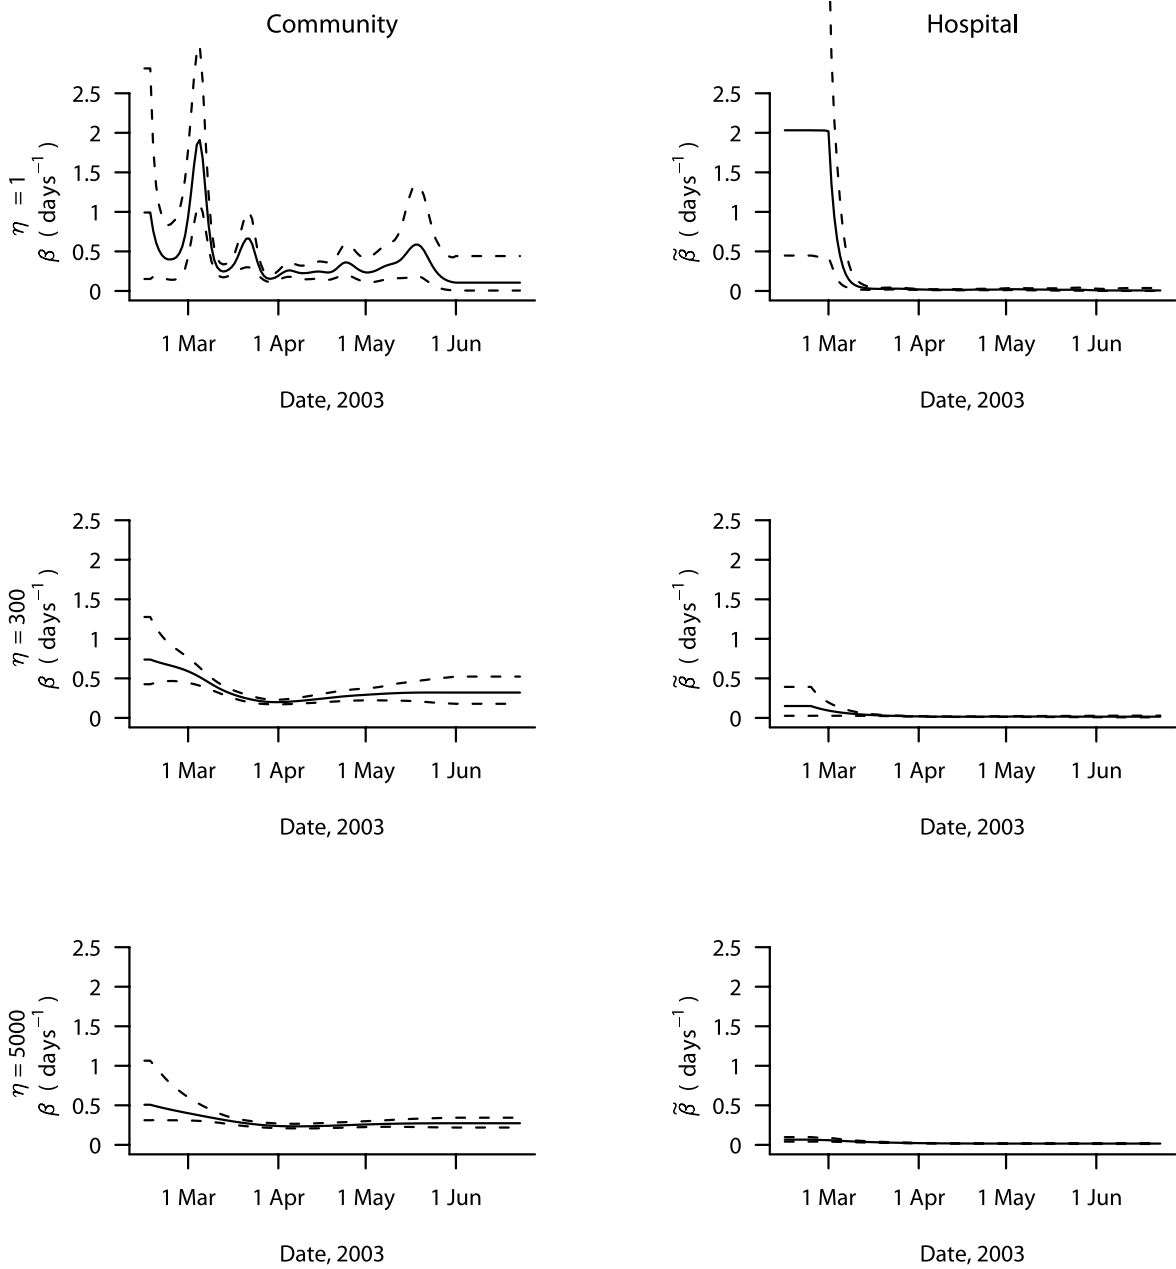 Community
Hospital
η = 1
β ( days⁻¹ )
2.5
2
1.5
1
0.5
0
1 Mar
1 Apr
1 May
1 Jun
Date, 2003
β̃ ( days⁻¹ )
2.5
2
1.5
1
0.5
0
1 Mar
1 Apr
1 May
1 Jun
Date, 2003
η = 300
β ( days⁻¹ )
2.5
2
1.5
1
0.5
0
1 Mar
1 Apr
1 May
1 Jun
Date, 2003
β̃ ( days⁻¹ )
2.5
2
1.5
1
0.5
0
1 Mar
1 Apr
1 May
1 Jun
Date, 2003
η = 5000
β ( days⁻¹ )
2.5
2
1.5
1
0.5
0
1 Mar
1 Apr
1 May
1 Jun
Date, 2003
β̃ ( days⁻¹ )
2.5
2
1.5
1
0.5
0
1 Mar
1 Apr
1 May
1 Jun
Date, 2003